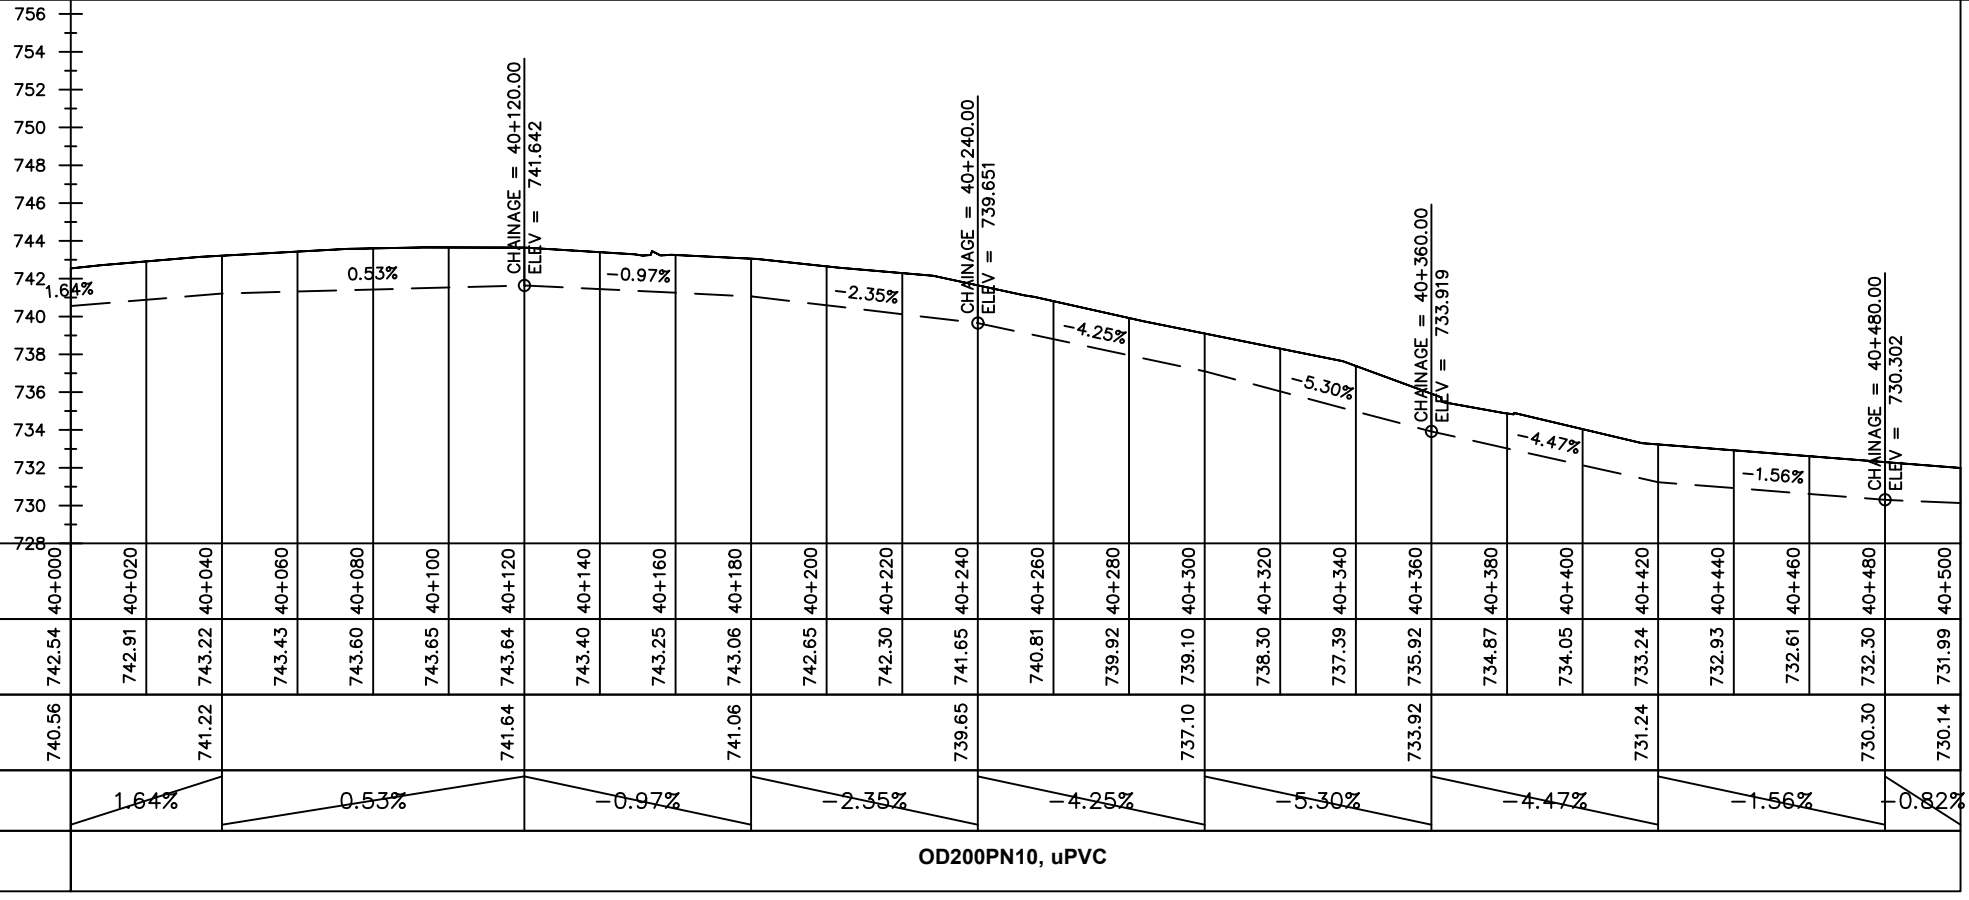 756
754
752
750
748
746
744
742
740
738
736
734
732
730
728
CHAINAGE = 40+120.00
ELEV = 741.642
CHAINAGE = 40+240.00
ELEV = 739.651
CHAINAGE = 40+360.00
ELEV = 733.919
CHAINAGE = 40+480.00
ELEV = 730.302
1.64%
0.53%
-0.97%
-2.35%
-4.25%
-5.30%
-4.47%
-1.56%
40+000 40+020 40+040 40+060 40+080 40+100 40+120 40+140 40+160 40+180 40+200 40+220 40+240 40+260 40+280 40+300 40+320 40+340 40+360 40+380 40+400 40+420 40+440 40+460 40+480 40+500
742.54 742.91 743.22 743.43 743.60 743.65 743.64 743.40 743.25 743.06 742.65 742.30 741.65 740.81 739.92 739.10 738.30 737.39 735.92 734.87 734.05 733.24 732.93 732.61 732.30 731.99
740.56 741.22 741.64 741.06 739.65 737.10 733.92 731.24 730.30 730.14
1.64% 0.53% -0.97% -2.35% -4.25% -5.30% -4.47% -1.56% -0.82%
OD200PN10, uPVC